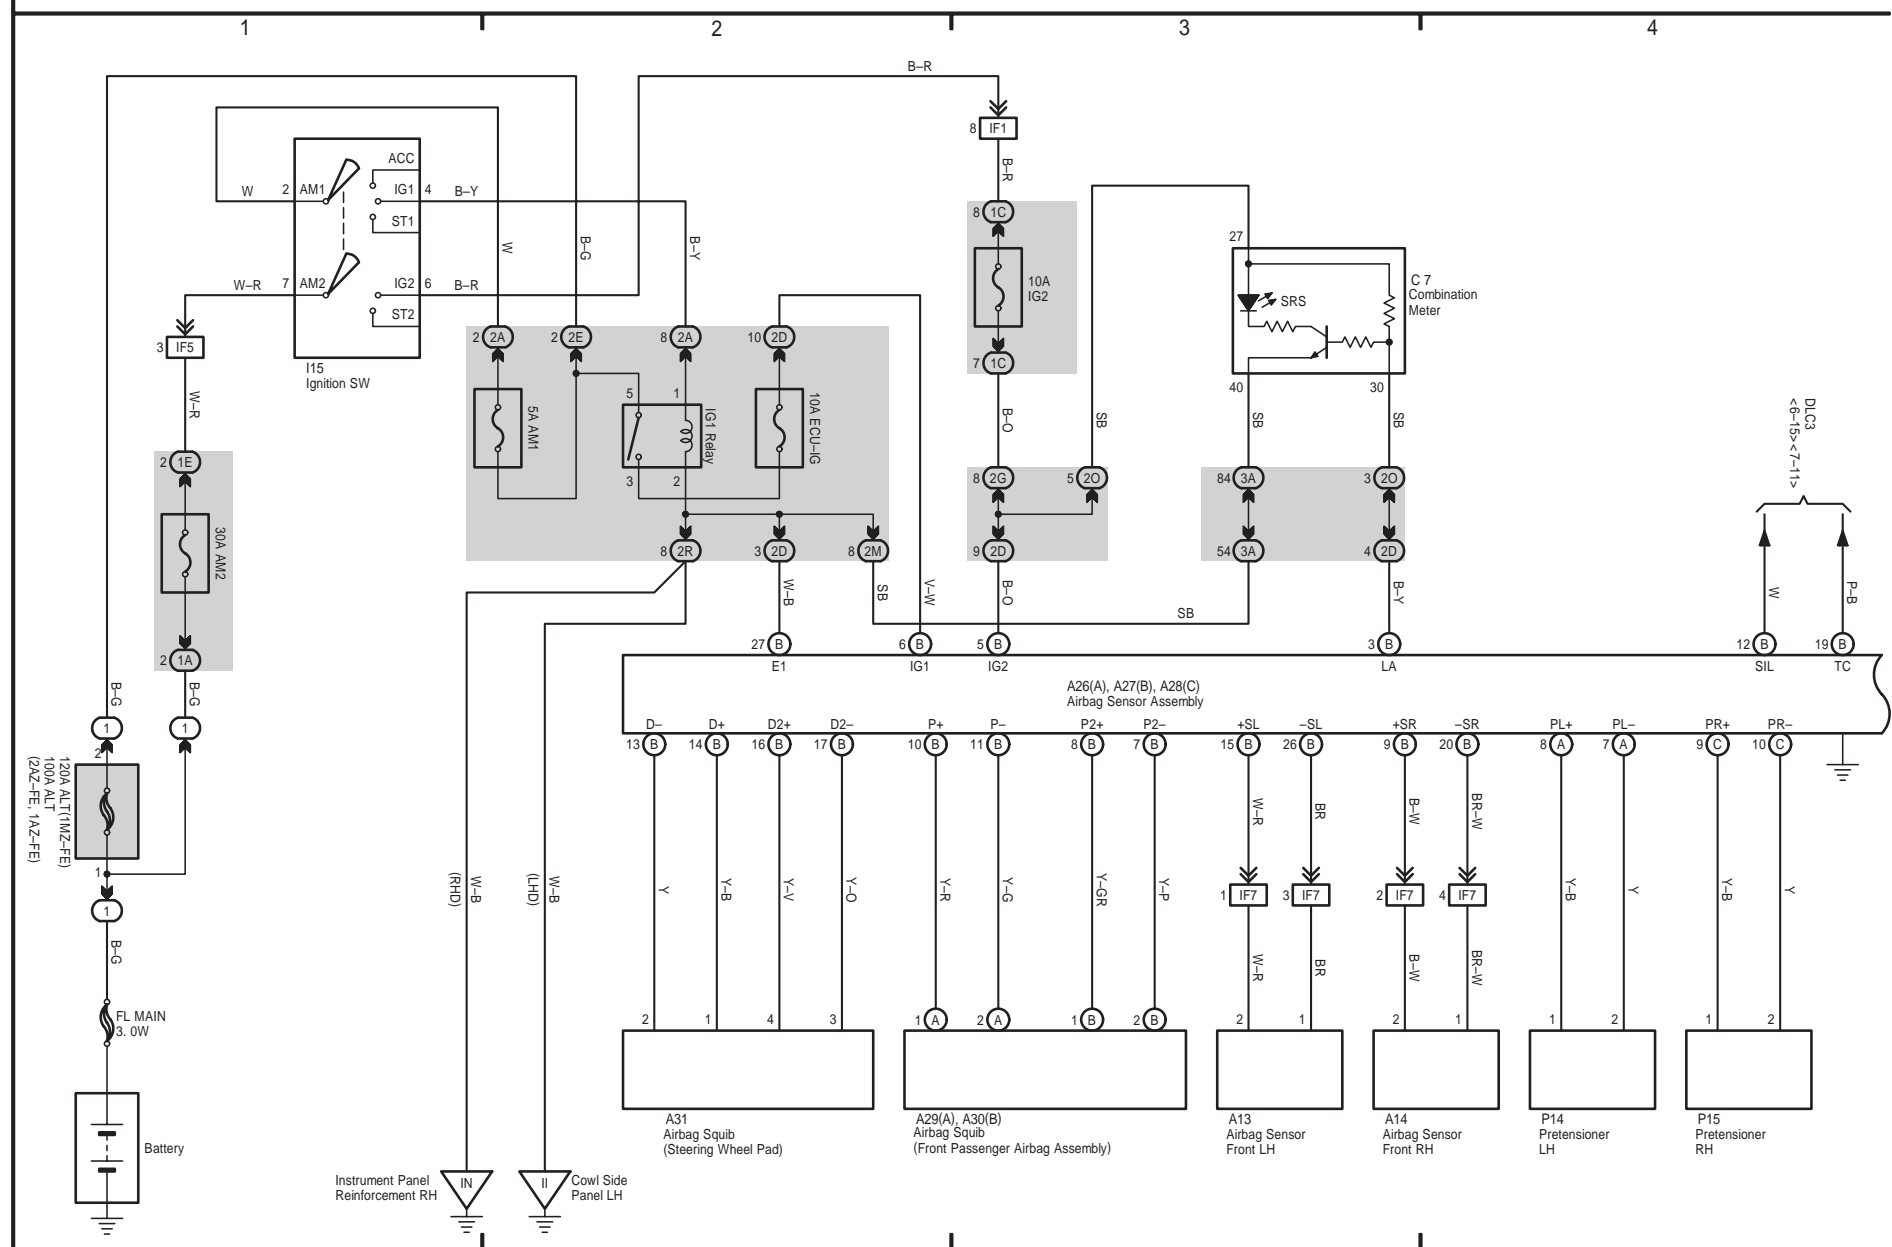 1 2 3 4
B–R
8 IF1
B–R
ACC
W 2 AM1 IG1 4 B–Y
ST1
W–R 7 AM2 IG2 6 B–R
ST2
3 IF5
I15
Ignition SW
W–R
2 1E
30A AM2
2 1A
B–G
B–G
1 1
2
120A ALT(1MZ–FE)
100A ALT
(2AZ–FE, 1AZ–FE)
1
1
B–G
FL MAIN
3. 0W
Battery
W
B–G
B–Y
2 2A 2 2E 8 2A 10 2D
5A AM1
5 1
IG1 Relay
3 2
10A ECU–IG
8 2R 3 2D 8 2M
W–B
SB
V–W
W–B
(RHD)
W–B
(LHD)
Instrument Panel
Reinforcement RH
IN
II
Cowl Side
Panel LH
8 1C
10A
IG2
7 1C
B–O
8 2G 5 2O
9 2D
B–O
SB
27
SRS
C 7
Combination
Meter
40 30
SB SB
84 3A 3 2O
54 3A 4 2D
SB
B–Y
DLC3
<6–15><7–11>
W P–B
27 B 6 B 5 B 3 B 12 B 19 B
E1 IG1 IG2 LA SIL TC
A26(A), A27(B), A28(C)
Airbag Sensor Assembly
D– D+ D2+ D2– P+ P– P2+ P2– +SL –SL +SR –SR PL+ PL– PR+ PR–
13 B 14 B 16 B 17 B 10 B 11 B 8 B 7 B 15 B 26 B 9 B 20 B 8 A 7 A 9 C 10 C
W–R BR B–W BR–W
Y Y–B Y–V Y–O Y–R Y–G Y–GR Y–P
1 IF7 3 IF7 2 IF7 4 IF7
Y–B Y Y–B Y
W–R BR B–W BR–W
2 1 4 3 1 A 2 A 1 B 2 B 2 1 2 1 1 2 1 2
A31
Airbag Squib
(Steering Wheel Pad)
A29(A), A30(B)
Airbag Squib
(Front Passenger Airbag Assembly)
A13
Airbag Sensor
Front LH
A14
Airbag Sensor
Front RH
P14
Pretensioner
LH
P15
Pretensioner
RH